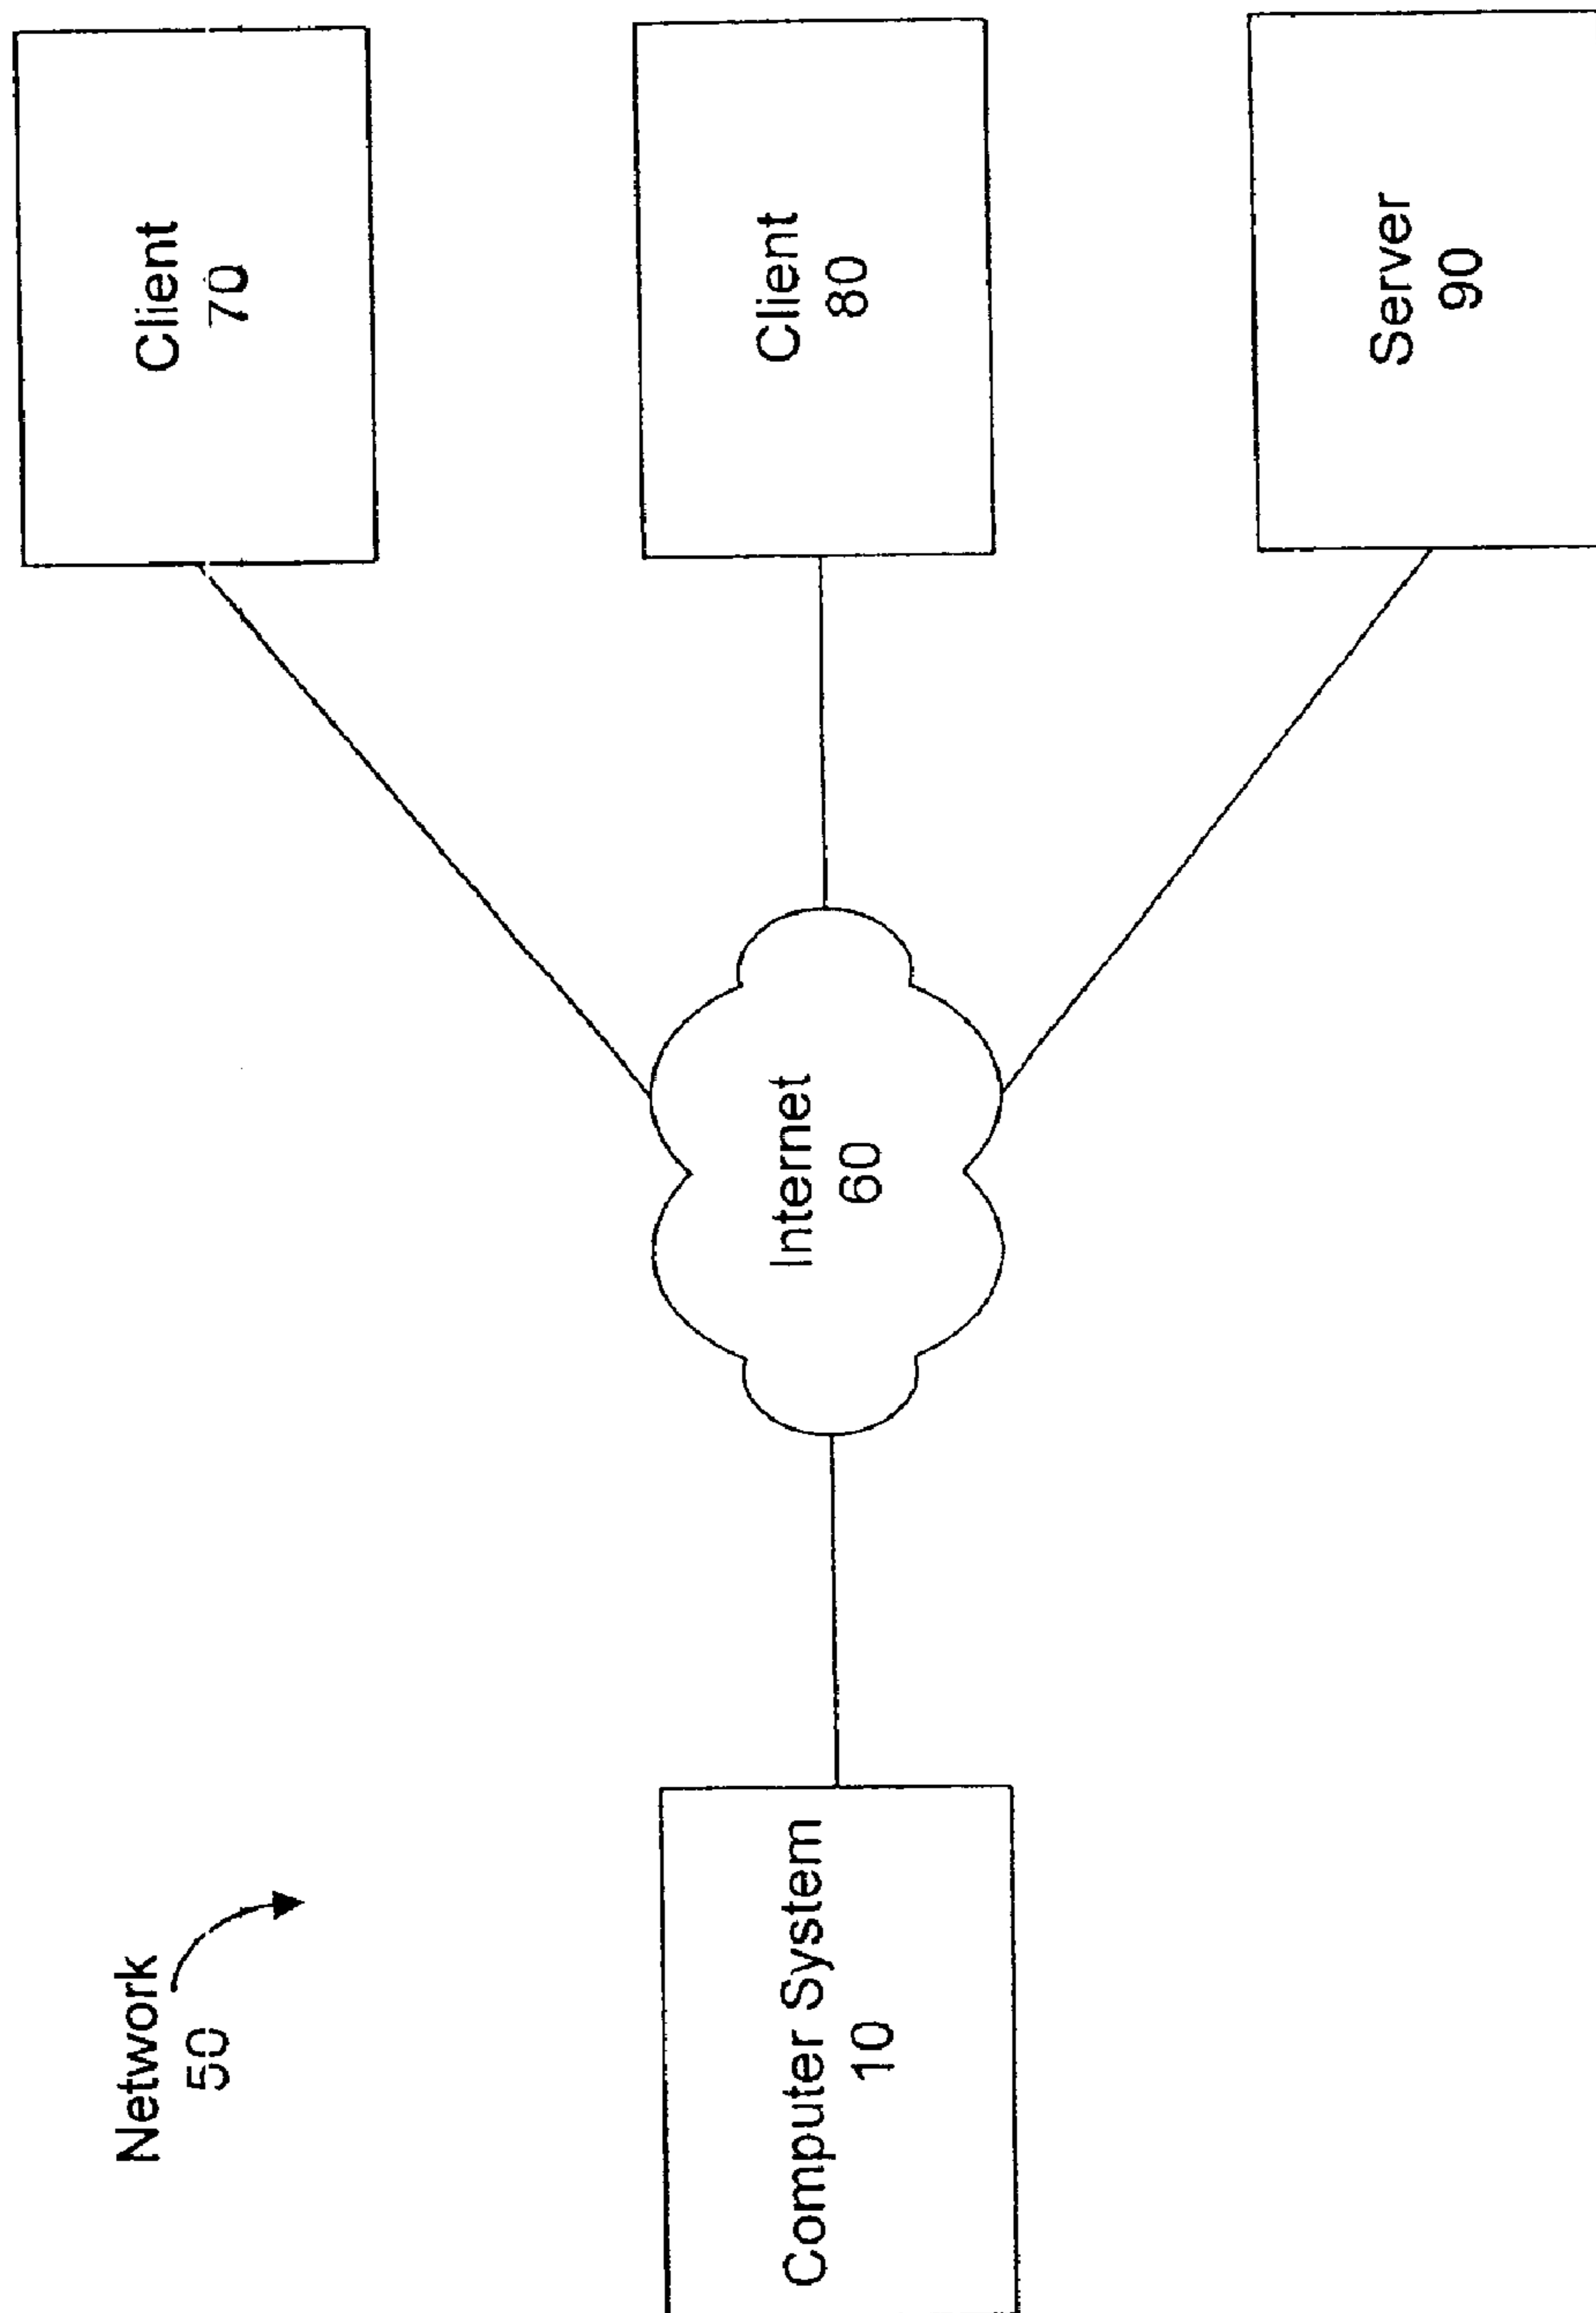 Network
50
Computer System
10
Internet
60
Client
70
Client
80
Server
90